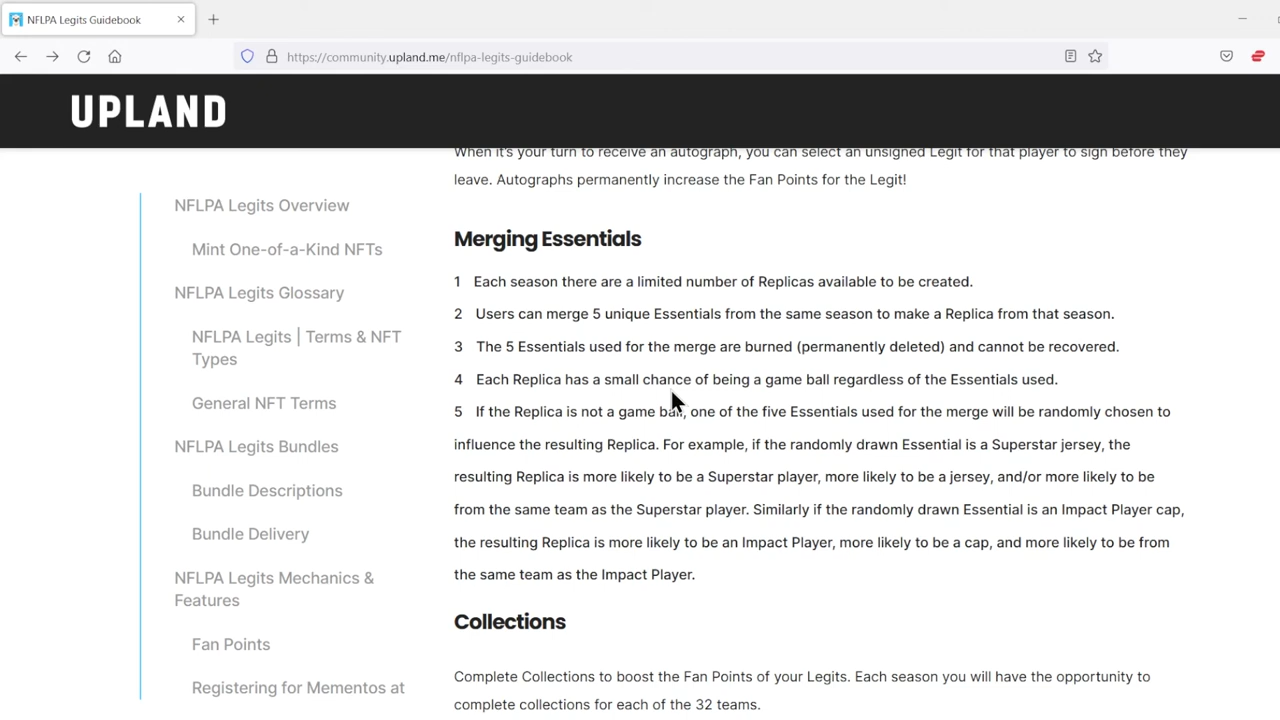 NFLPA Legits Guidebook
https://community.upland.me/nflpa-legits-guidebook
UPLAND
NFLPA Legits Overview
Mint One-of-a-Kind NFTs
NFLPA Legits Glossary
NFLPA Legits | Terms & NFT
Types
General NFT Terms
NFLPA Legits Bundles
Bundle Descriptions
Bundle Delivery
NFLPA Legits Mechanics &
Features
Fan Points
Registering for Mementos at
When it's your turn to receive an autograph, you can select an unsigned Legit for that player to sign before they
leave. Autographs permanently increase the Fan Points for the Legit!
Merging Essentials
1 Each season there are a limited number of Replicas available to be created.
2 Users can merge 5 unique Essentials from the same season to make a Replica from that season.
3 The 5 Essentials used for the merge are burned (permanently deleted) and cannot be recovered.
4 Each Replica has a small chance of being a game ball regardless of the Essentials used.
5 If the Replica is not a game ball, one of the five Essentials used for the merge will be randomly chosen to
influence the resulting Replica. For example, if the randomly drawn Essential is a Superstar jersey, the
resulting Replica is more likely to be a Superstar player, more likely to be a jersey, and/or more likely to be
from the same team as the Superstar player. Similarly if the randomly drawn Essential is an Impact Player cap,
the resulting Replica is more likely to be an Impact Player, more likely to be a cap, and more likely to be from
the same team as the Impact Player.
Collections
Complete Collections to boost the Fan Points of your Legits. Each season you will have the opportunity to
complete collections for each of the 32 teams.